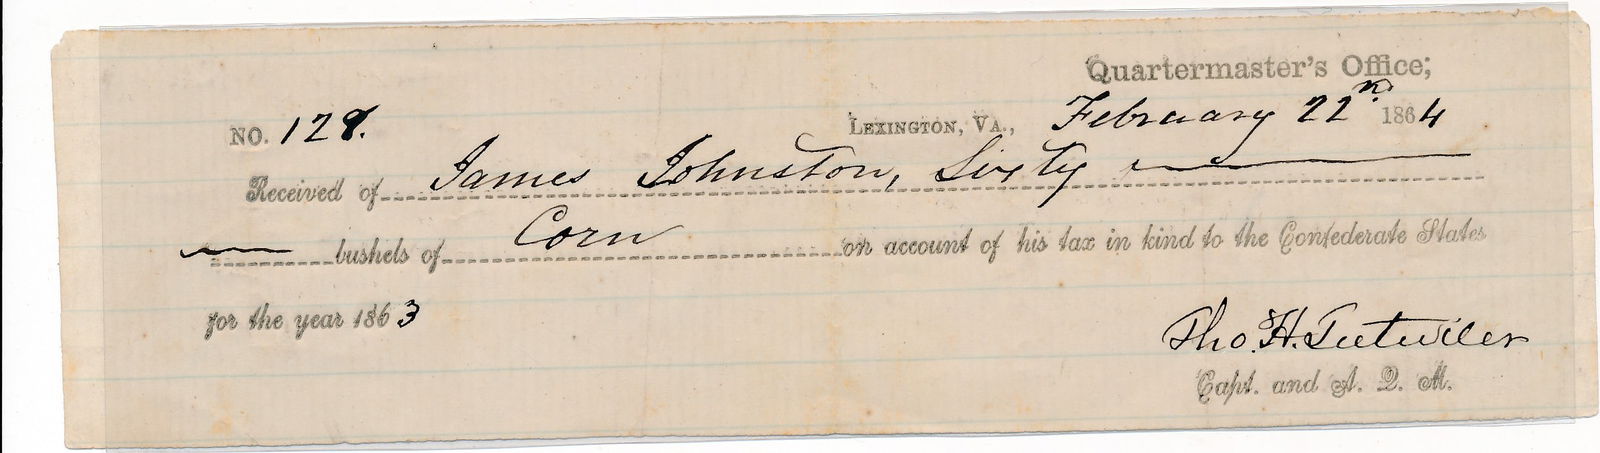 Quartermaster's Office;
NO. 128. LEXINGTON, VA., February 22nd. 1864
Received of James Johnston, Sixty
bushels of Corn on account of his tax in kind to the Confederate States
for the year 1863
Tho. H. Tutwiler
Capt. and A. Q. M.